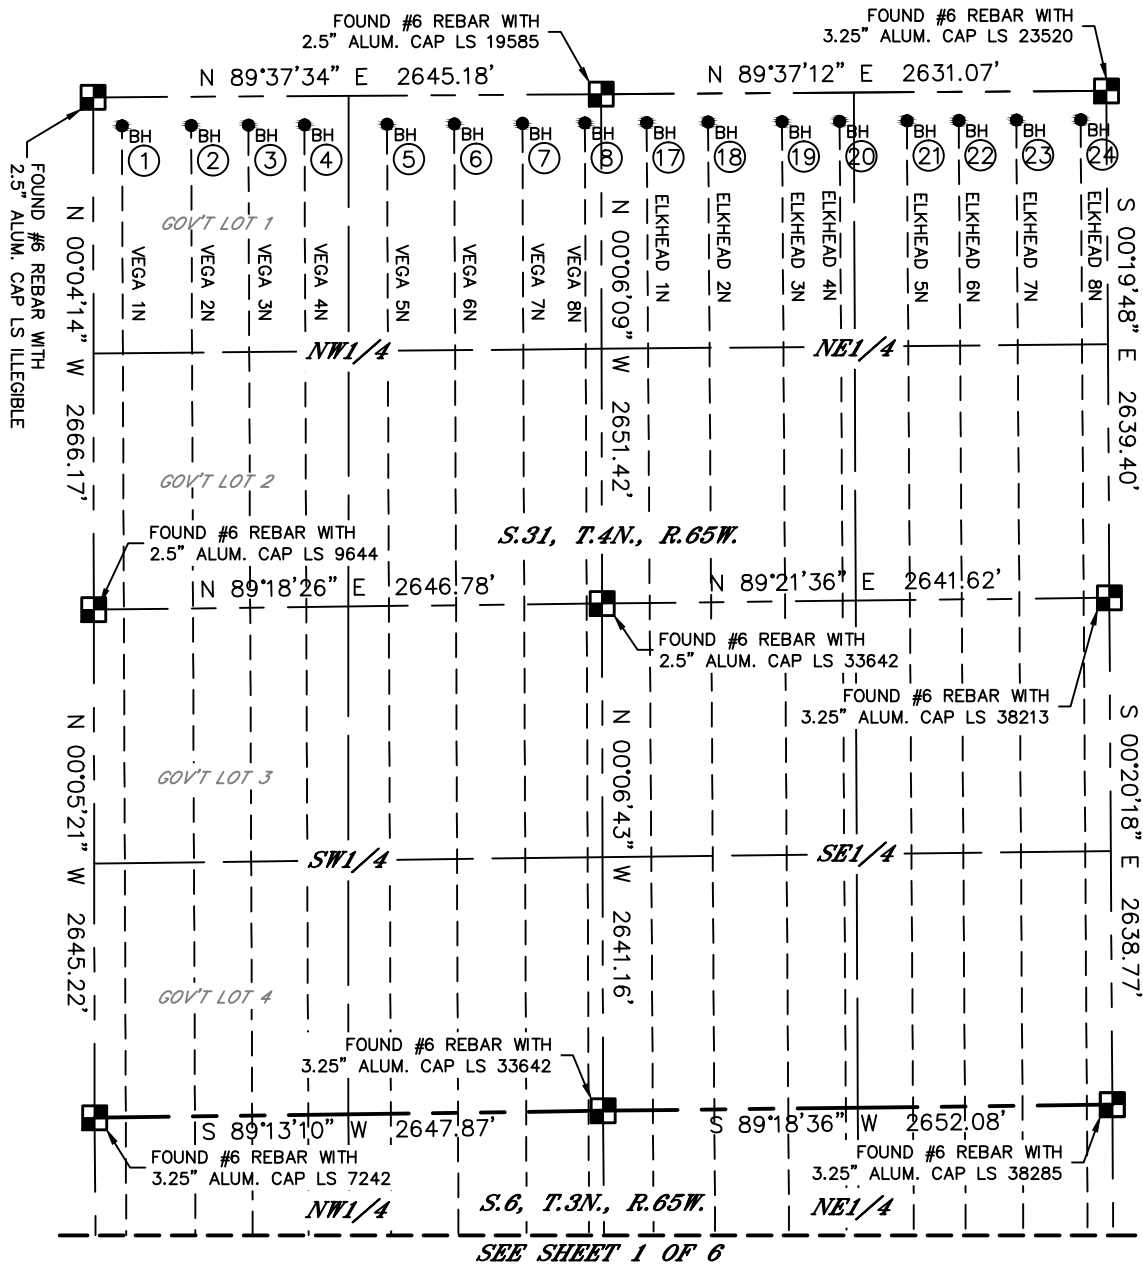 FOUND #6 REBAR WITH
2.5" ALUM. CAP LS 19585
FOUND #6 REBAR WITH
3.25" ALUM. CAP LS 23520
N 89°37'34" E 2645.18'
N 89°37'12" E 2631.07'
BH
1
BH
2
BH
3
BH
4
BH
5
BH
6
BH
7
BH
8
BH
17
BH
18
BH
19
BH
20
BH
21
BH
22
BH
23
BH
24
FOUND #6 REBAR WITH
2.5" ALUM. CAP LS ILLEGIBLE
N 00°04'14" W 2666.17'
GOV'T LOT 1
VEGA 1N
VEGA 2N
VEGA 3N
VEGA 4N
VEGA 5N
VEGA 6N
VEGA 7N
VEGA 8N
N 00°06'09" W 2651.42'
ELKHEAD 1N
ELKHEAD 2N
ELKHEAD 3N
ELKHEAD 4N
ELKHEAD 5N
ELKHEAD 6N
ELKHEAD 7N
ELKHEAD 8N
S 00°19'48" E 2639.40'
NW1/4
NE1/4
GOV'T LOT 2
S.31, T.4N., R.65W.
FOUND #6 REBAR WITH
2.5" ALUM. CAP LS 9644
N 89°18'26" E 2646.78'
N 89°21'36" E 2641.62'
FOUND #6 REBAR WITH
2.5" ALUM. CAP LS 33642
FOUND #6 REBAR WITH
3.25" ALUM. CAP LS 38213
N 00°05'21" W 2645.22'
GOV'T LOT 3
N 00°06'43" W 2641.16'
S 00°20'18" E 2638.77'
SW1/4
SE1/4
GOV'T LOT 4
FOUND #6 REBAR WITH
3.25" ALUM. CAP LS 33642
S 89°13'10" W 2647.87'
S 89°18'36" W 2652.08'
FOUND #6 REBAR WITH
3.25" ALUM. CAP LS 7242
FOUND #6 REBAR WITH
3.25" ALUM. CAP LS 38285
NW1/4
S.6, T.3N., R.65W.
NE1/4
SEE SHEET 1 OF 6